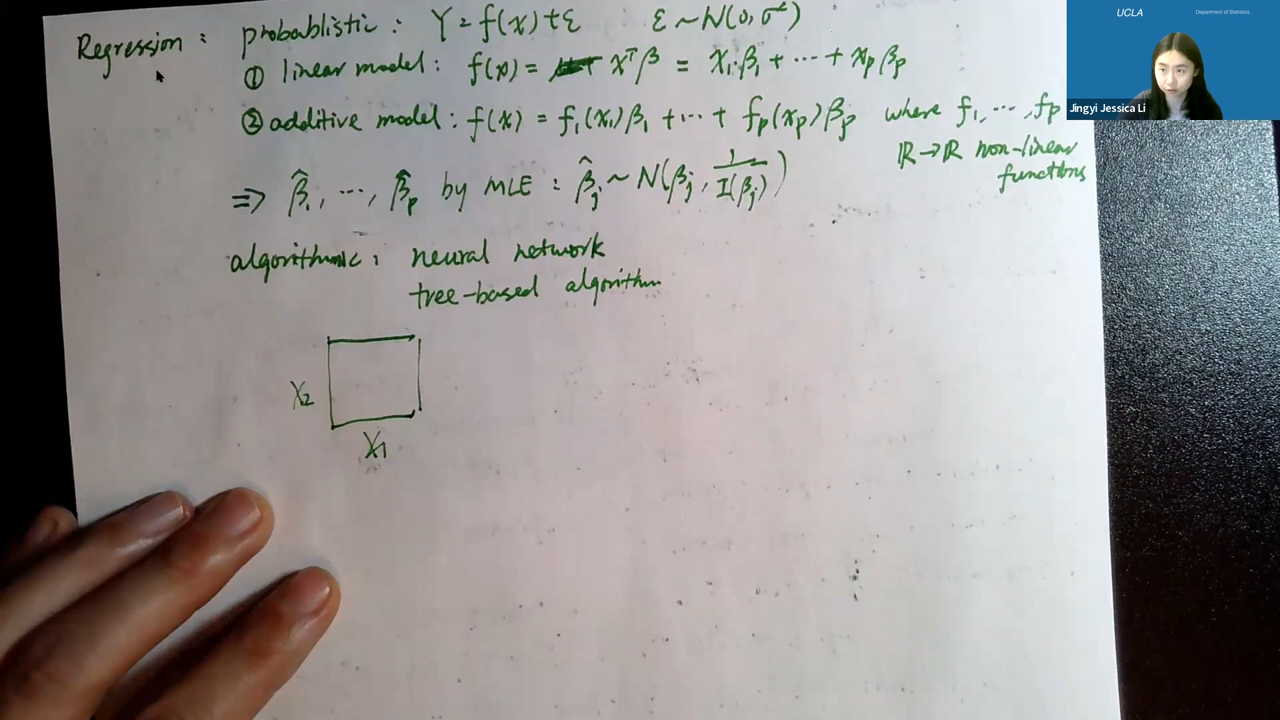 Regression : probablistic : Y = f(x) + ε ε ~ N(0, σ²)
① linear model : f(x) = xᵀβ = x₁·β₁ + ··· + xpβp
② additive model : f(x) = f₁(x₁)β₁ + ··· + fp(xp)βp where f₁, ···, fp
ℝ→ℝ non-linear
functions
⇒ β̂₁, ···, β̂p by MLE : β̂j ~ N(βj, 1/I(βj))
algorithmic : neural network
tree-based algorithm
X₂
X₁
UCLA
Department of Statistics
Jingyi Jessica Li